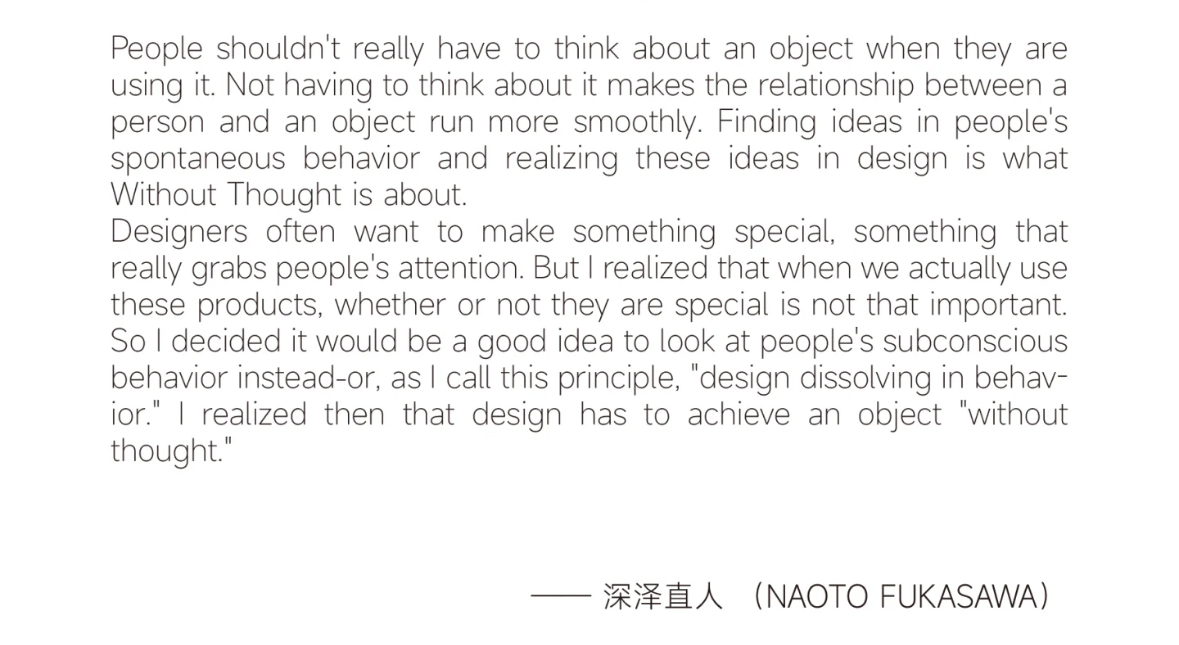 People shouldn't really have to think about an object when they are
using it. Not having to think about it makes the relationship between a
person and an object run more smoothly. Finding ideas in people's
spontaneous behavior and realizing these ideas in design is what
Without Thought is about.
Designers often want to make something special, something that
really grabs people's attention. But I realized that when we actually use
these products, whether or not they are special is not that important.
So I decided it would be a good idea to look at people's subconscious
behavior instead-or, as I call this principle, "design dissolving in behav-
ior." I realized then that design has to achieve an object "without
thought."
—— 深泽直人 （NAOTO FUKASAWA）